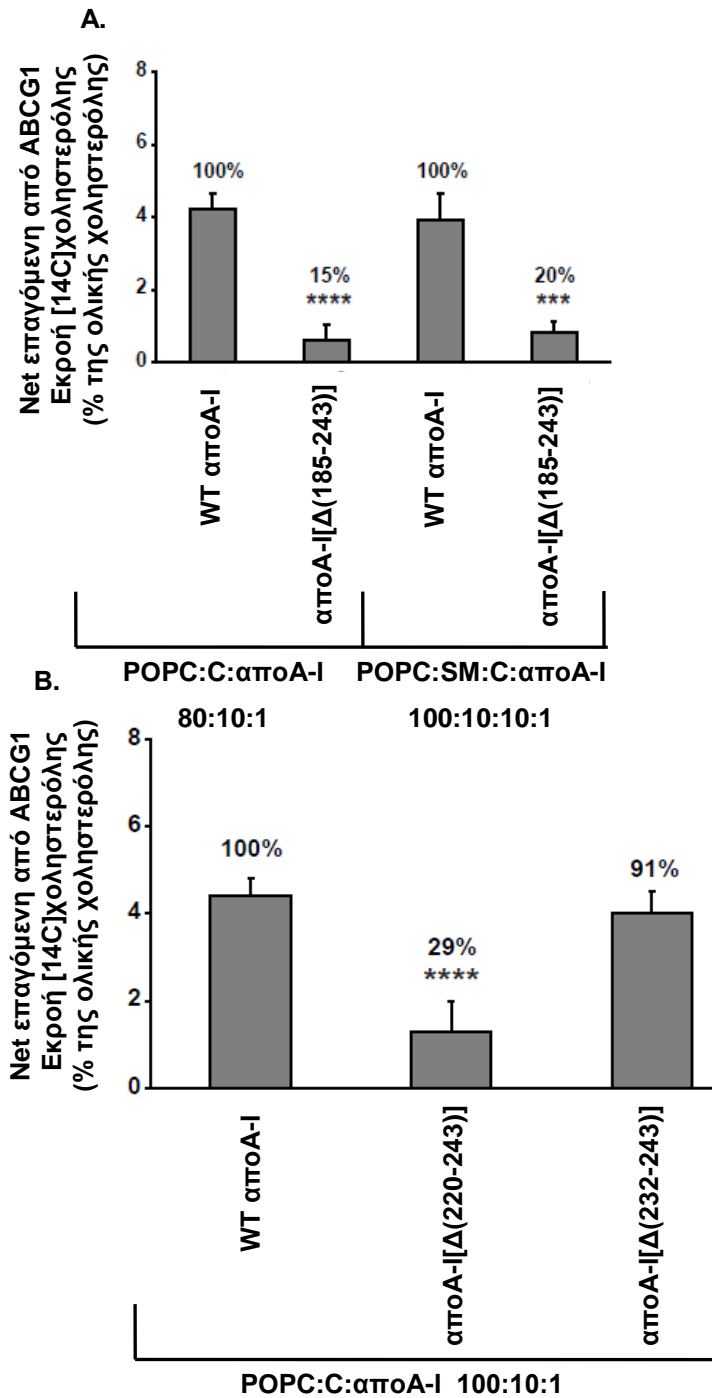 A.
Net επαγόμενη από ABCG1
Εκροή [14C]χοληστερόλης
(% της ολικής χοληστερόλης)
8
6
4
2
0
100%
15%
****
100%
20%
***
WT αποA-I
αποA-I[Δ(185-243)]
WT αποA-I
αποA-I[Δ(185-243)]
POPC:C:αποA-I
POPC:SM:C:αποA-I
80:10:1
100:10:10:1
B.
Net επαγόμενη από ABCG1
Εκροή [14C]χοληστερόλης
(% της ολικής χοληστερόλης)
8
6
4
2
0
100%
29%
****
91%
WT αποA-I
αποA-I[Δ(220-243)]
αποA-I[Δ(232-243)]
POPC:C:αποA-I 100:10:1